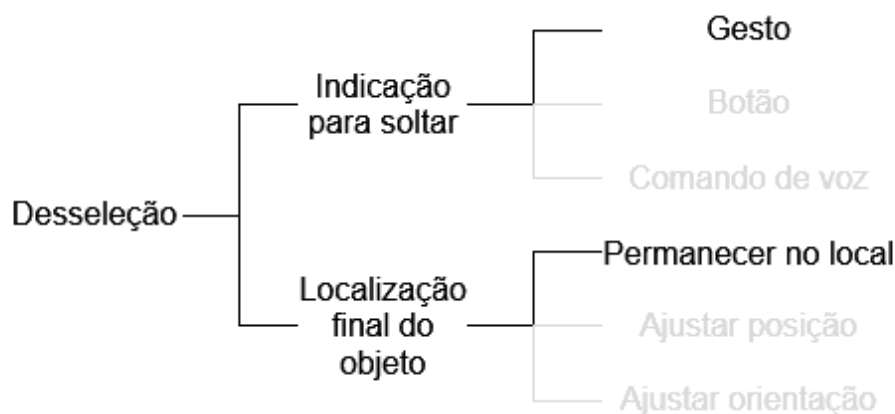 Desseleção
Indicação
para soltar
Gesto
Botão
Comando de voz
Localização
final do
objeto
Permanecer no local
Ajustar posição
Ajustar orientação